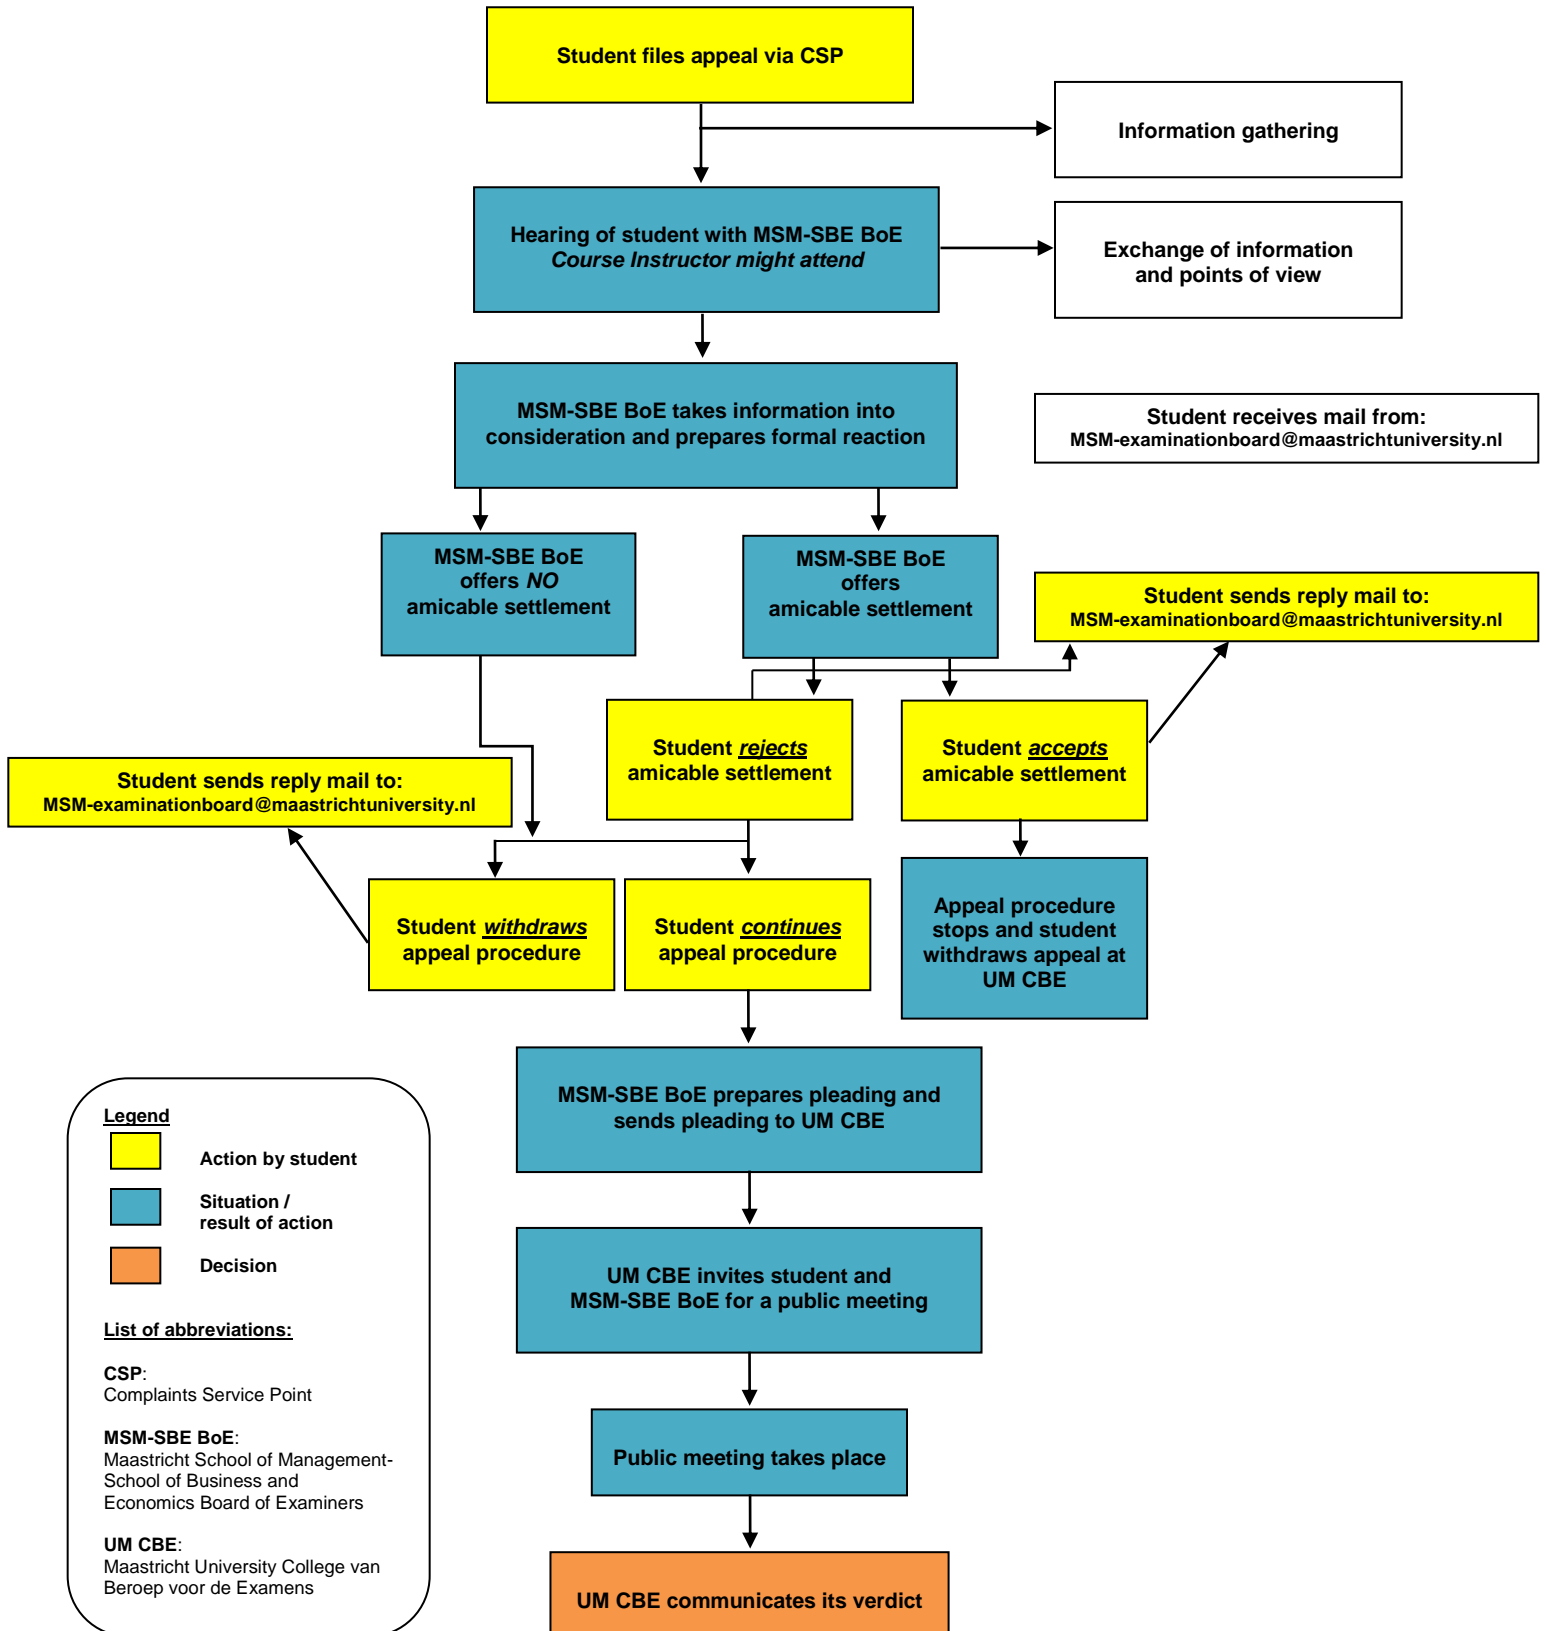 Student files appeal via CSP
Information gathering
Hearing of student with MSM-SBE BoE
Course Instructor might attend
Exchange of information
and points of view
MSM-SBE BoE takes information into
consideration and prepares formal reaction
Student receives mail from:
MSM-examinationboard@maastrichtuniversity.nl
MSM-SBE BoE
offers NO
amicable settlement
MSM-SBE BoE
offers
amicable settlement
Student sends reply mail to:
MSM-examinationboard@maastrichtuniversity.nl
Student rejects
amicable settlement
Student accepts
amicable settlement
Student sends reply mail to:
MSM-examinationboard@maastrichtuniversity.nl
Student withdraws
appeal procedure
Student continues
appeal procedure
Appeal procedure
stops and student
withdraws appeal at
UM CBE
MSM-SBE BoE prepares pleading and
sends pleading to UM CBE
UM CBE invites student and
MSM-SBE BoE for a public meeting
Public meeting takes place
UM CBE communicates its verdict
Legend
Action by student
Situation /
result of action
Decision
List of abbreviations:
CSP:
Complaints Service Point
MSM-SBE BoE:
Maastricht School of Management-
School of Business and
Economics Board of Examiners
UM CBE:
Maastricht University College van
Beroep voor de Examens